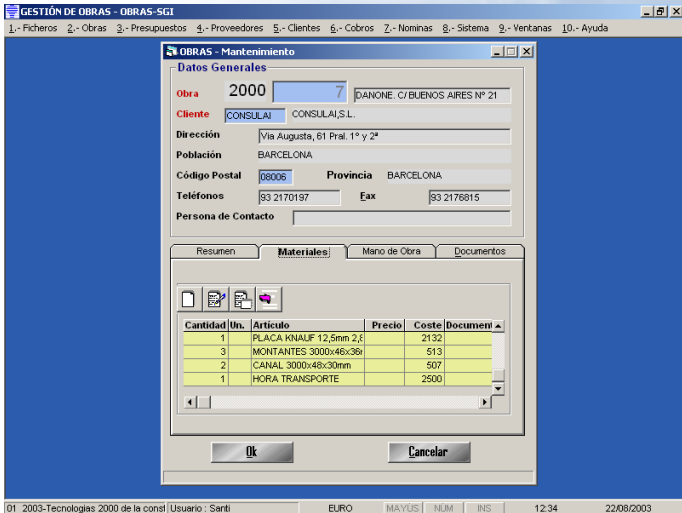 GESTIÓN DE OBRAS - OBRAS-SGI
1.- Ficheros 2.- Obras 3.- Presupuestos 4.- Proveedores 5.- Clientes 6.- Cobros 7.- Nominas 8.- Sistema 9.- Ventanas 10.- Ayuda
OBRAS - Mantenimiento
Datos Generales
Obra 2000 7 DANONE. C/ BUENOS AIRES Nº 21
Cliente CONSULAI CONSULAI,S.L.
Dirección Via Augusta, 61 Pral. 1º y 2ª
Población BARCELONA
Código Postal 08006 Provincia BARCELONA
Teléfonos 93 2170197 Fax 93 2176815
Persona de Contacto
Resumen Materiales Mano de Obra Documentos
Cantidad Un. Artículo Precio Coste Document
1 PLACA KNAUF 12,5mm 2,6 2132
3 MONTANTES 3000x46x36 513
2 CANAL 3000x48x30mm 507
1 HORA TRANSPORTE 2500
Ok Cancelar
01 2003-Tecnologias 2000 de la const Usuario : Santi EURO MAYÚS NÚM INS 12:34 22/08/2003